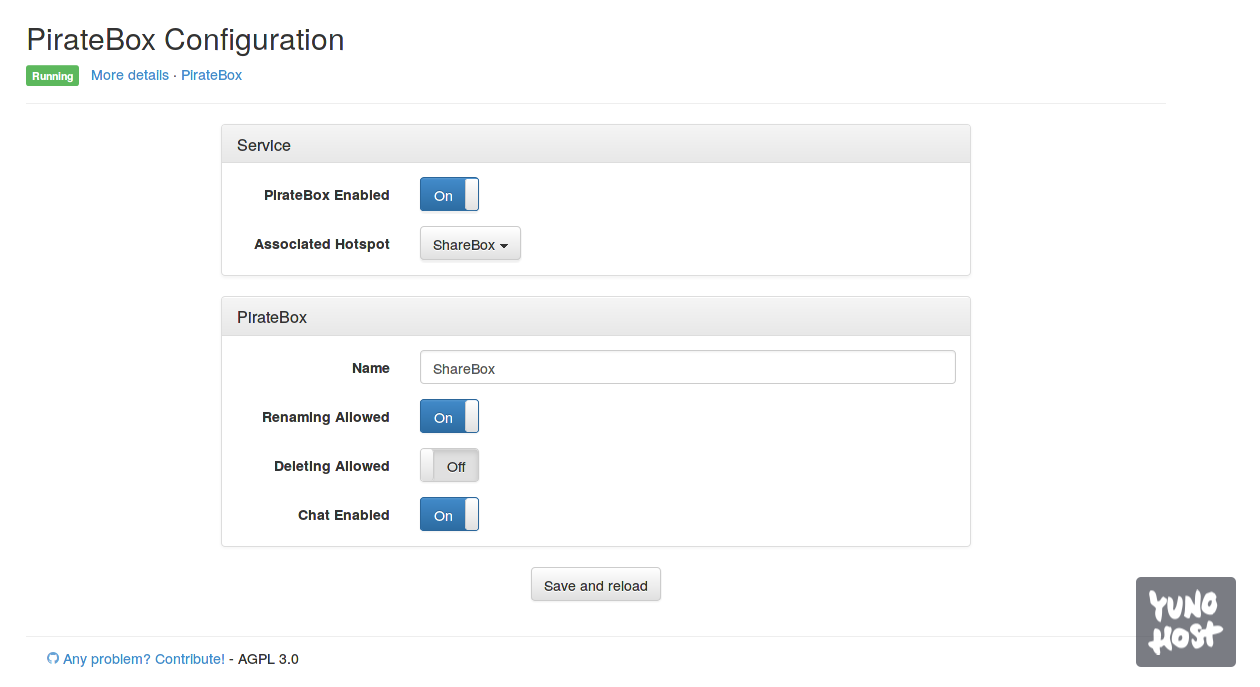 PirateBox Configuration
Running More details · PirateBox
Service
PirateBox Enabled On
Associated Hotspot ShareBox
PirateBox
Name ShareBox
Renaming Allowed On
Deleting Allowed Off
Chat Enabled On
Save and reload
YUNO
HOST
Any problem? Contribute! - AGPL 3.0